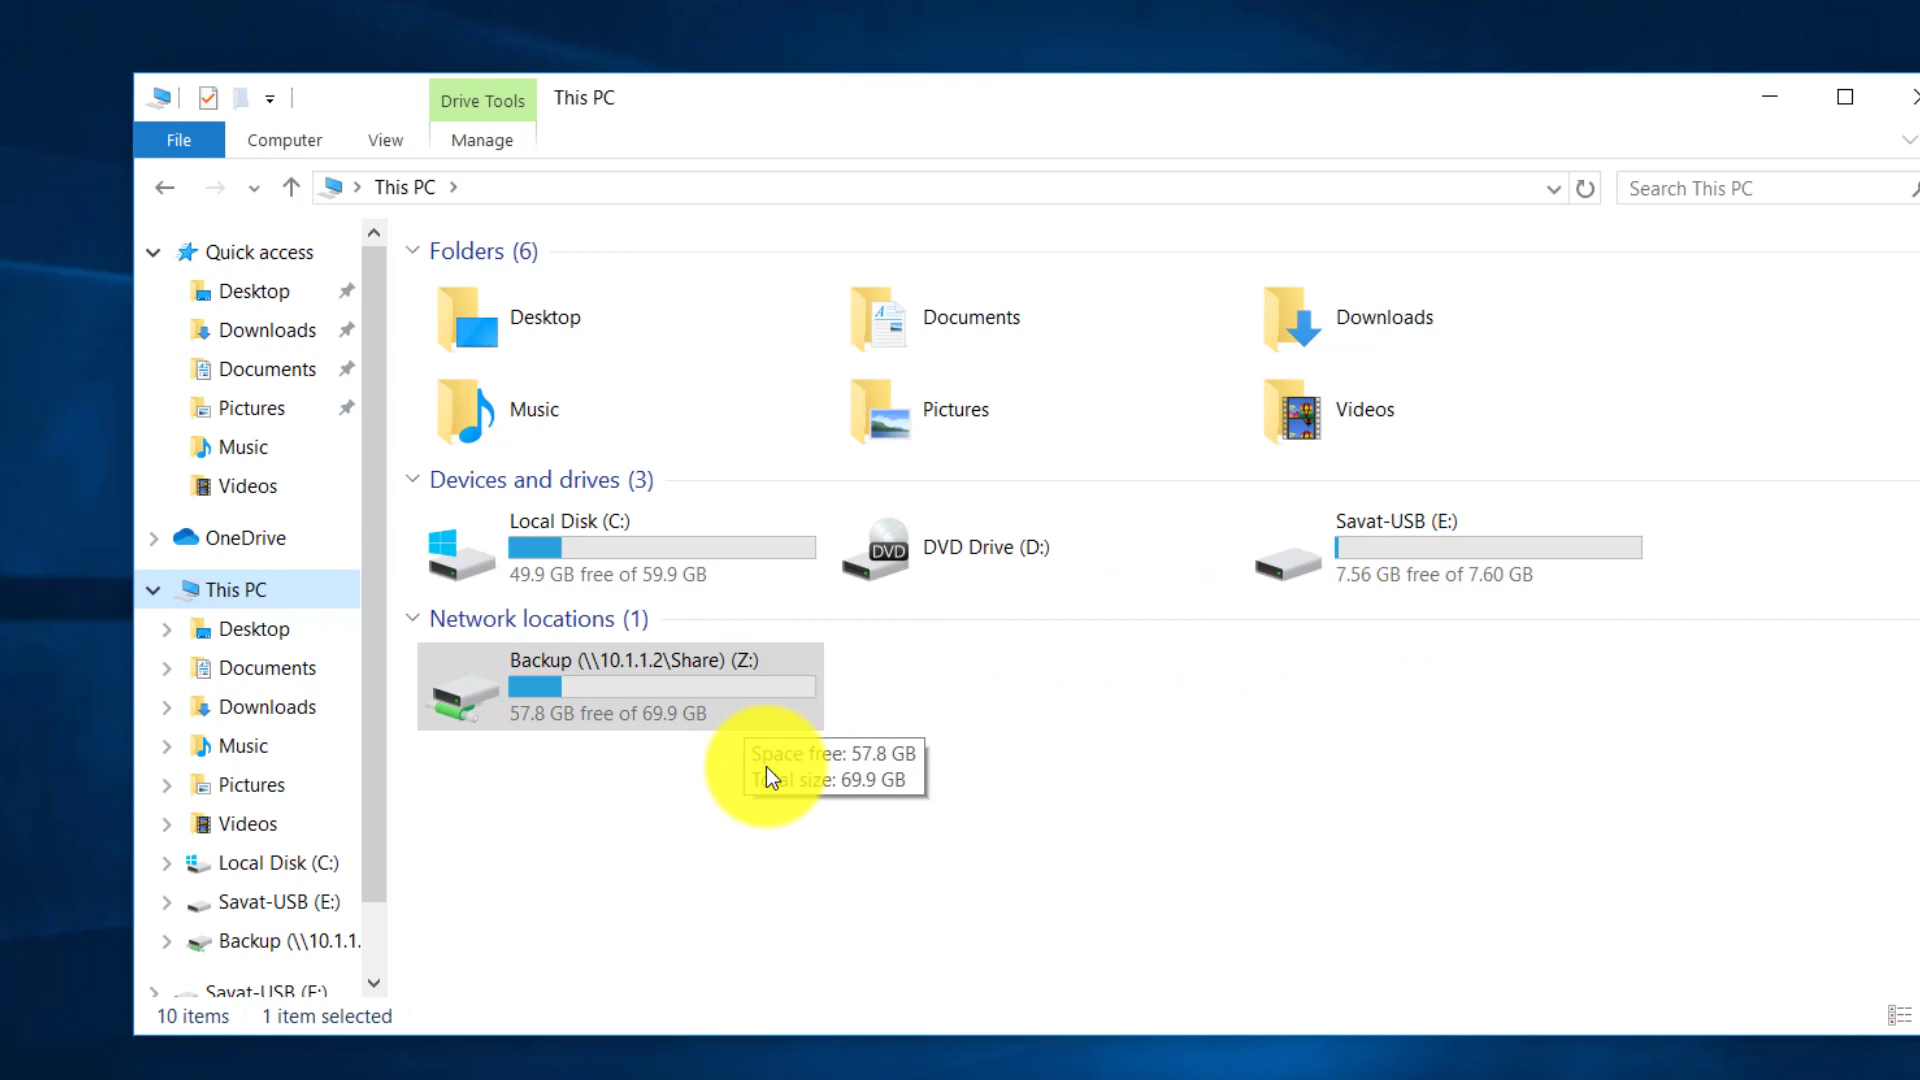 Drive Tools
This PC
File
Computer
View
Manage
This PC
Search This PC
Quick access
Desktop
Downloads
Documents
Pictures
Music
Videos
OneDrive
This PC
Desktop
Documents
Downloads
Music
Pictures
Videos
Local Disk (C:)
Savat-USB (E:)
Backup (\\10.1.1.
Savat-USB (E:)
Folders (6)
Desktop
Documents
Downloads
Music
Pictures
Videos
Devices and drives (3)
Local Disk (C:)
49.9 GB free of 59.9 GB
DVD
DVD Drive (D:)
Savat-USB (E:)
7.56 GB free of 7.60 GB
Network locations (1)
Backup (\\10.1.1.2\Share) (Z:)
57.8 GB free of 69.9 GB
Space free: 57.8 GB
Total size: 69.9 GB
10 items
1 item selected